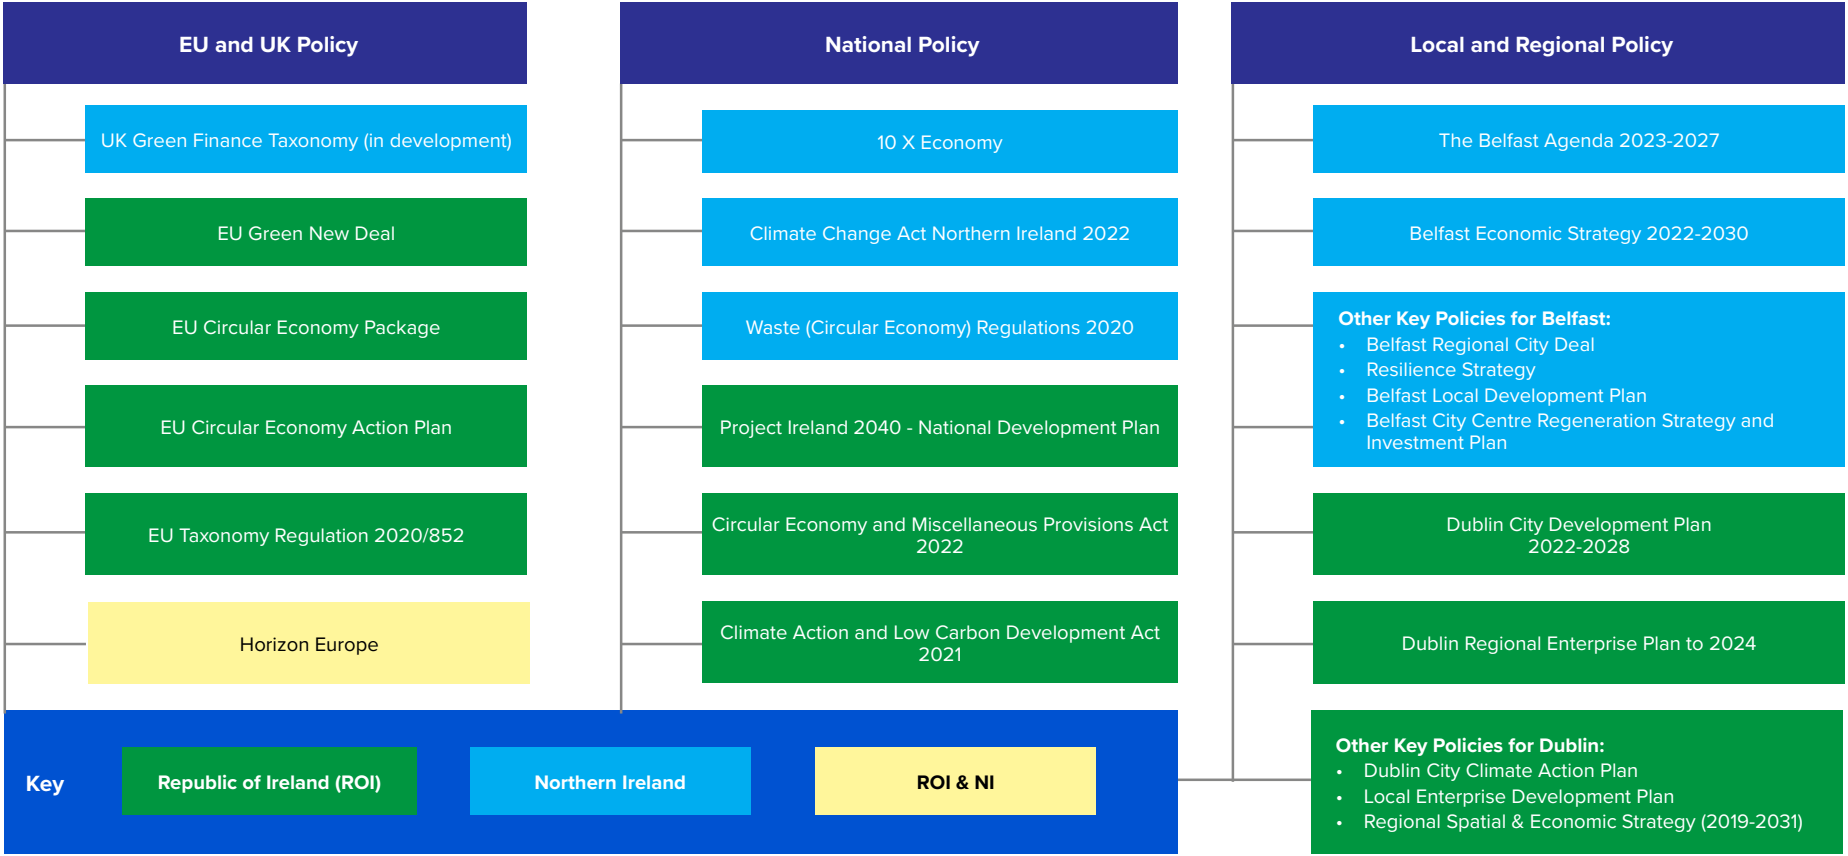 EU and UK Policy
UK Green Finance Taxonomy (in development)
EU Green New Deal
EU Circular Economy Package
EU Circular Economy Action Plan
EU Taxonomy Regulation 2020/852
Horizon Europe
National Policy
10 X Economy
Climate Change Act Northern Ireland 2022
Waste (Circular Economy) Regulations 2020
Project Ireland 2040 - National Development Plan
Circular Economy and Miscellaneous Provisions Act
2022
Climate Action and Low Carbon Development Act
2021
Local and Regional Policy
The Belfast Agenda 2023-2027
Belfast Economic Strategy 2022-2030
Other Key Policies for Belfast:
• Belfast Regional City Deal
• Resilience Strategy
• Belfast Local Development Plan
• Belfast City Centre Regeneration Strategy and
Investment Plan
Dublin City Development Plan
2022-2028
Dublin Regional Enterprise Plan to 2024
Other Key Policies for Dublin:
• Dublin City Climate Action Plan
• Local Enterprise Development Plan
• Regional Spatial & Economic Strategy (2019-2031)
Key
Republic of Ireland (ROI)
Northern Ireland
ROI & NI